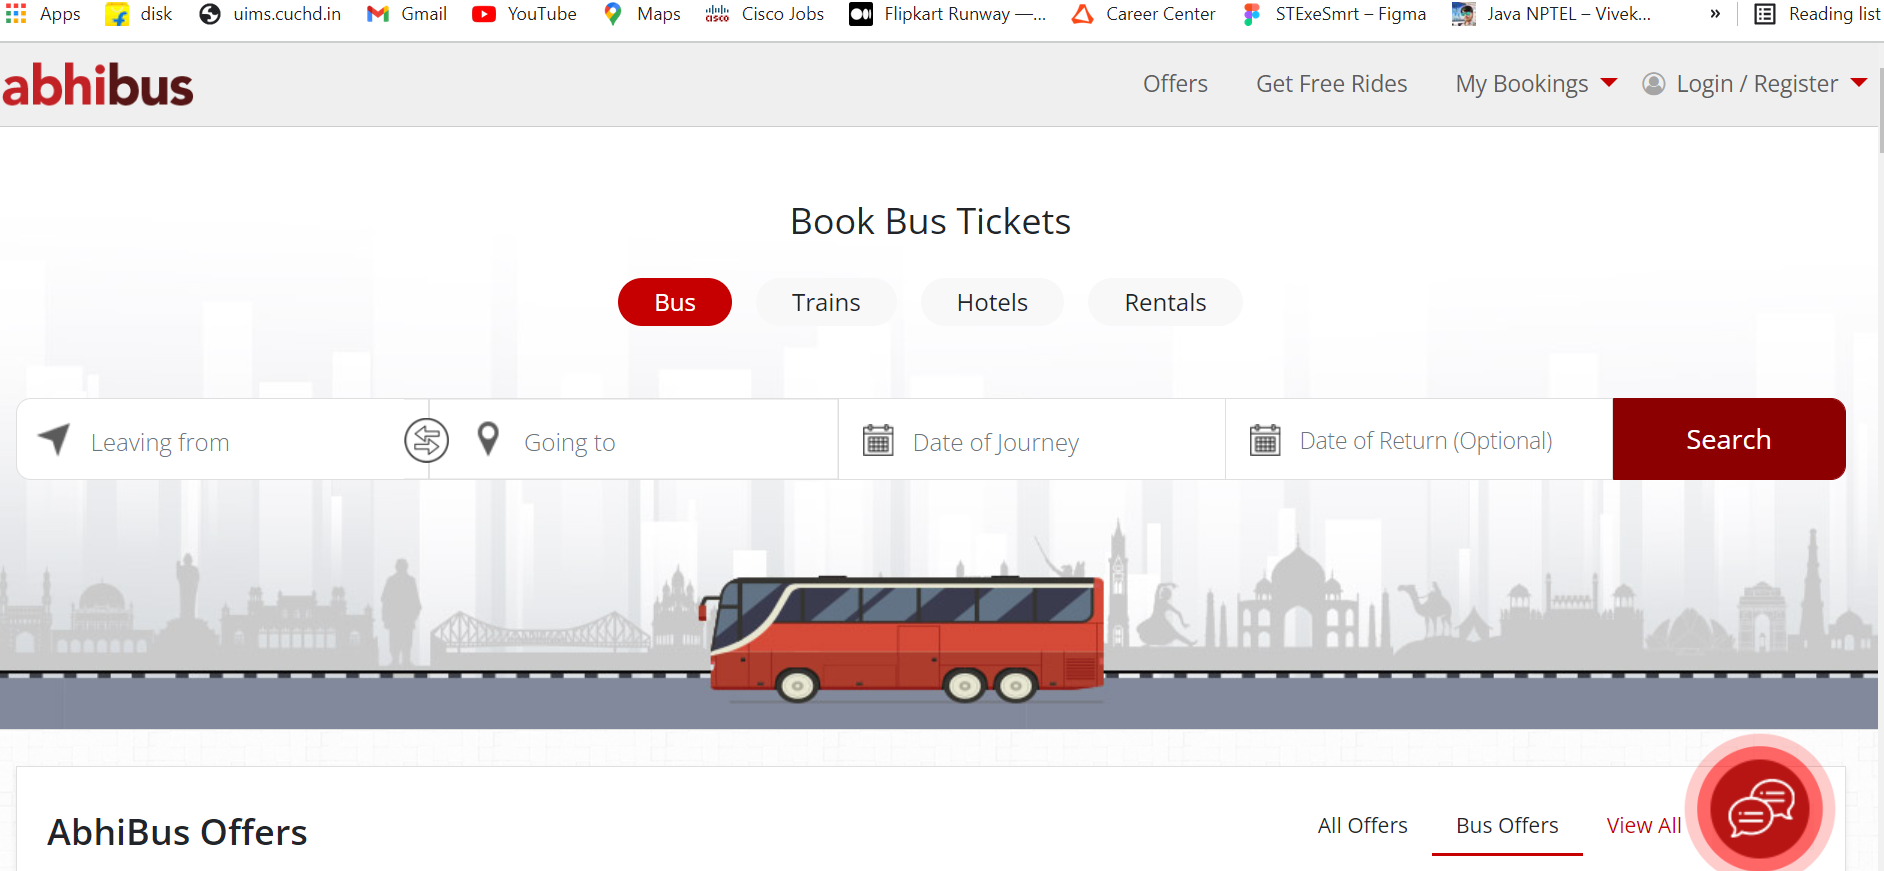 Apps disk uims.cuchd.in Gmail YouTube Maps Cisco Jobs Flipkart Runway —... Career Center STExeSmrt – Figma Java NPTEL – Vivek... » Reading list
abhibus Offers Get Free Rides My Bookings Login / Register
Book Bus Tickets
Bus Trains Hotels Rentals
Leaving from Going to Date of Journey Date of Return (Optional) Search
AbhiBus Offers All Offers Bus Offers View All